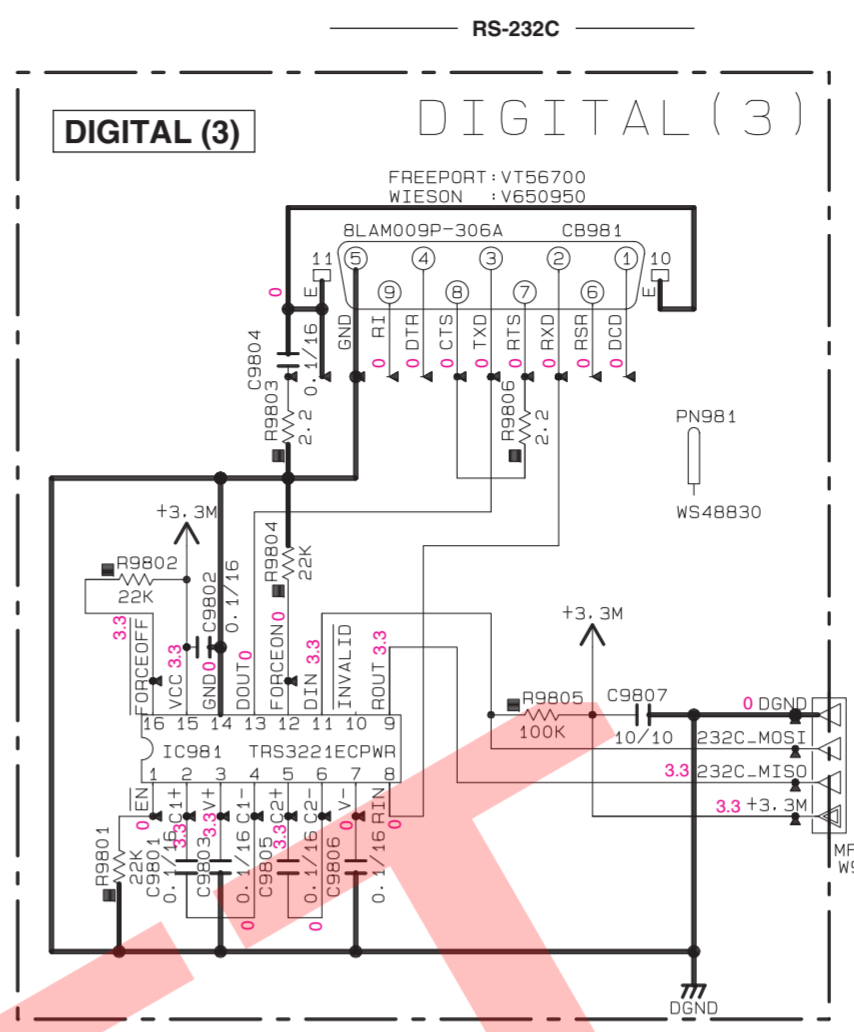 RS-232C
DIGITAL (3)
DIGITAL(3)
FREEPORT:VT56700
WIESON :V650950
8LAM009P-306A CB981
11 5 4 3 2 1 10
E 9 8 7 6 E
0
GND
0 RI
0 DTR
0 CTS
0 TXD
0 RTS
0 RXD
0 RSR
0 DCD
C9804
0.1/16
R9803
2.2
R9806
2.2
PN981
WS48830
+3.3M
R9802
22K
C9802
0.1/16
R9804
22K
+3.3M
FORCEOFF 3.3
VCC 3.3
GND 0
DOUT 0
FORCEON 0
DIN 3.3
INVALID
ROUT 3.3
16 15 14 13 12 11 10 9
IC981 TRS3221ECPWR
1 2 3 4 5 6 7 8
EN 0
C1+ 3.3
V+ 3.3
C1-
C2+ 3.3
C2-
V- 0
RIN 0
R9801
22K
C9801
0.1/16
C9803
0.1/16
C9805
0.1/16
C9806
0.1/16
0
0
R9805
100K
C9807
10/10
0 DGND
232C_MOSI
3.3 232C_MISO
3.3 +3.3M
DGND